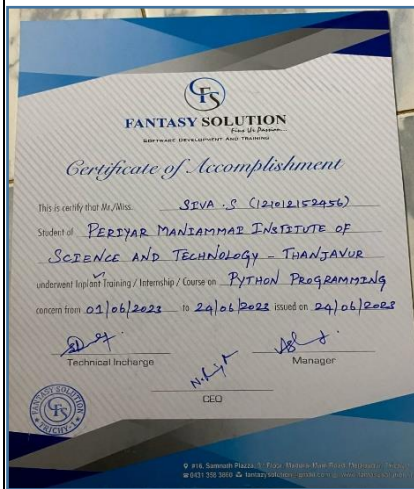 FANTASY SOLUTION
SOFTWARE DEVELOPMENT AND TRAINING
Certificate of Accomplishment
This is certify that Mr./Miss. SIVA .S (121012152456)
Student of PERIYAR MANIAMMAI INSTITUTE OF
SCIENCE AND TECHNOLOGY - THANJAVUR
underwent Inplant Training / Internship / Course on PYTHON PROGRAMMING
concern from 01/06/2023 to 24/06/2023 issued on 24/06/2023
Technical Incharge
Manager
CEO
FANTASY SOLUTION
TRICHY-1